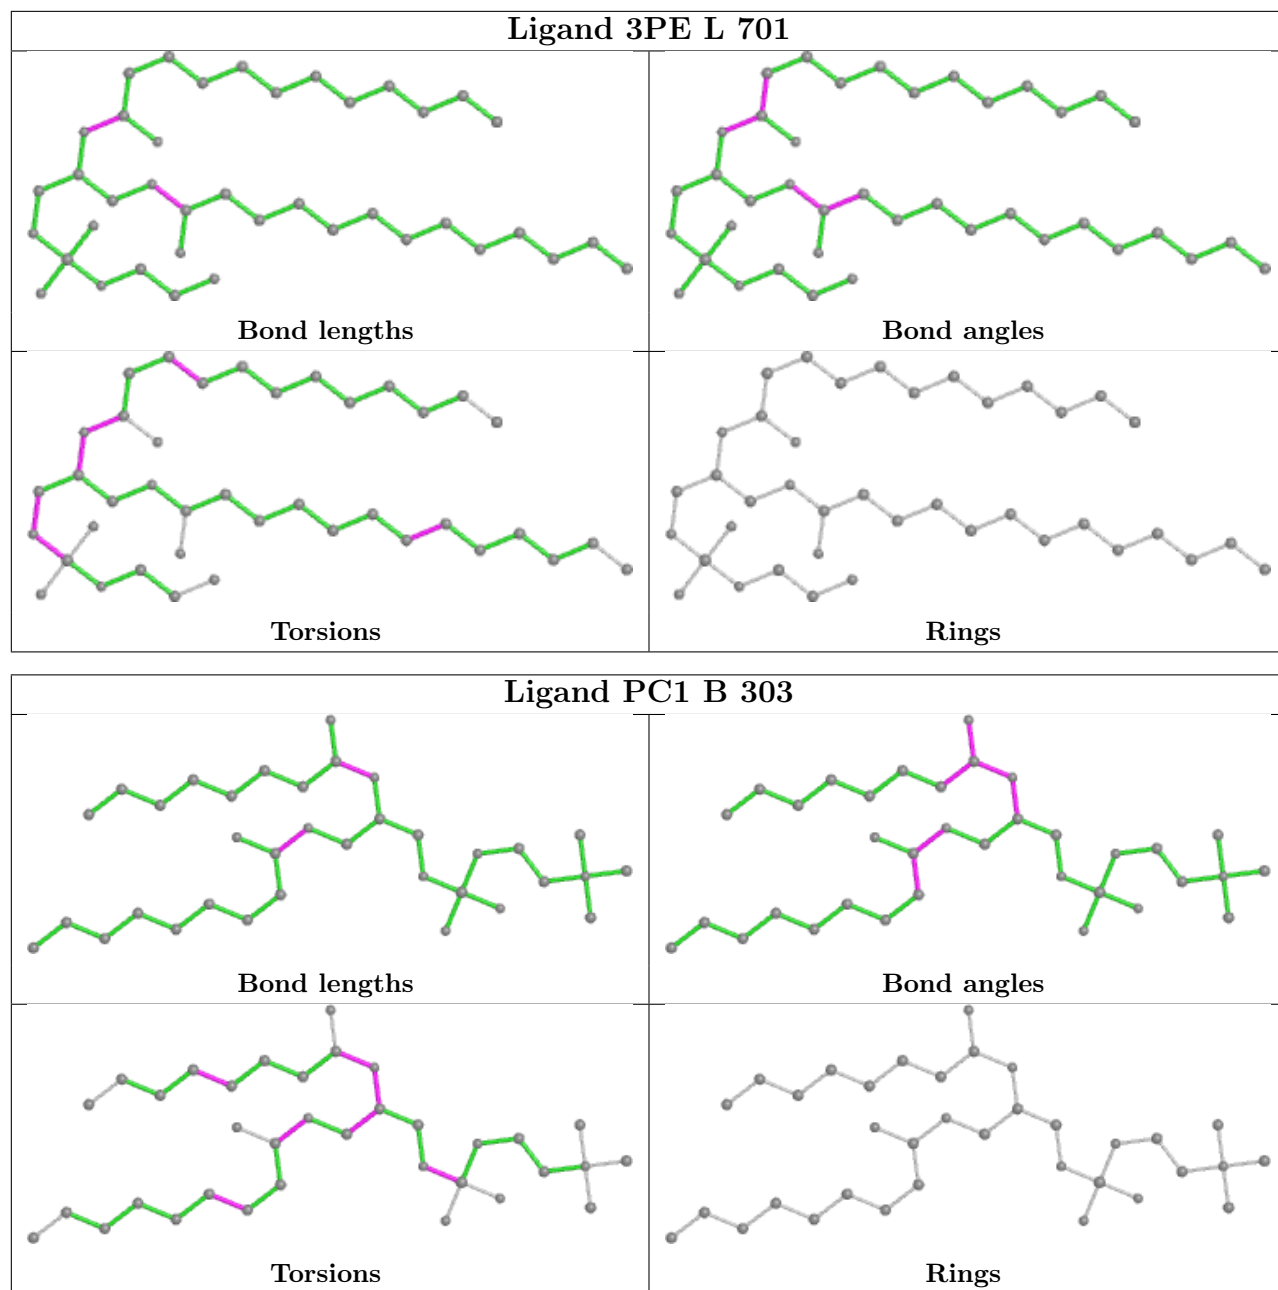 Ligand 3PE L 701
Bond lengths
Bond angles
Torsions
Rings
Ligand PC1 B 303
Bond lengths
Bond angles
Torsions
Rings